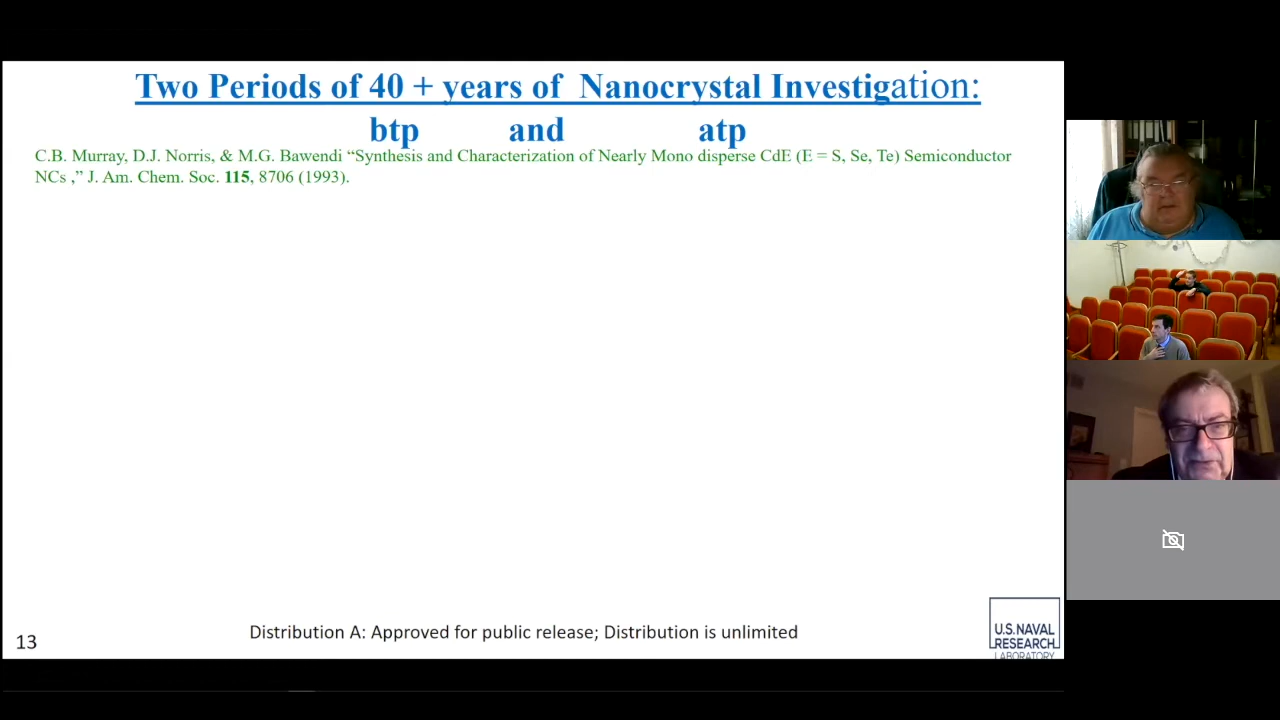 Two Periods of 40 + years of Nanocrystal Investigation:
btp and atp
C.B. Murray, D.J. Norris, & M.G. Bawendi “Synthesis and Characterization of Nearly Mono disperse CdE (E = S, Se, Te) Semiconductor
NCs ,” J. Am. Chem. Soc. 115, 8706 (1993).
Distribution A: Approved for public release; Distribution is unlimited
13
U.S. NAVAL
RESEARCH
LABORATORY